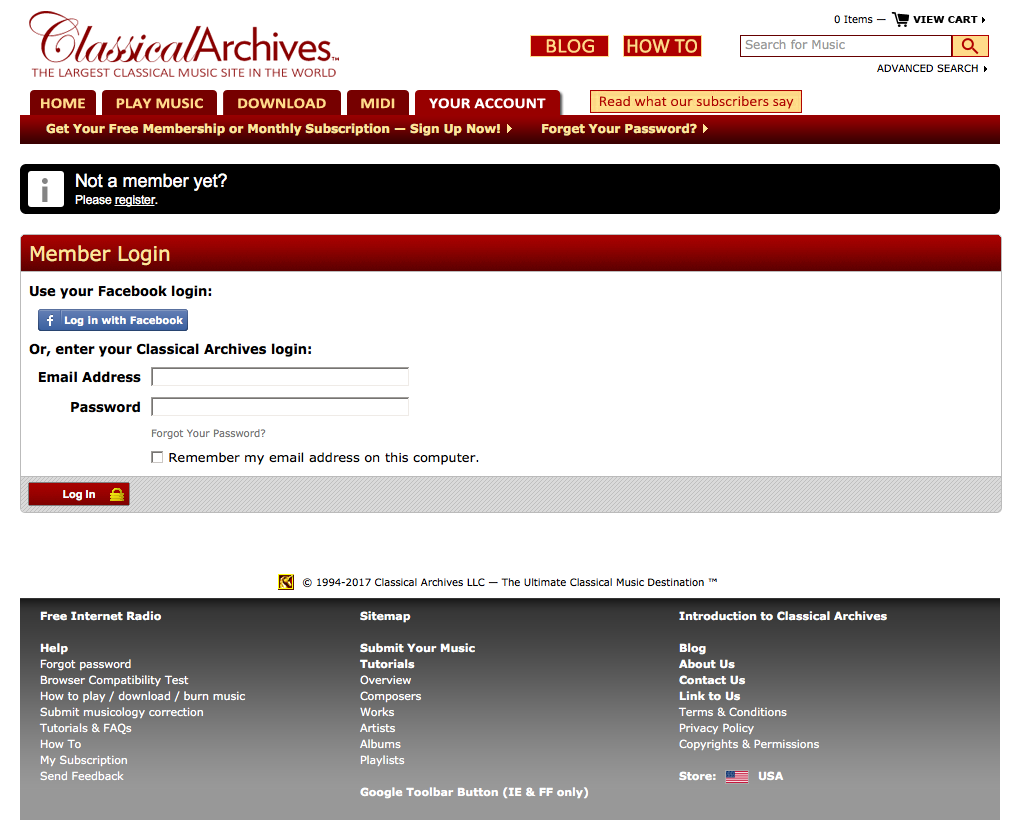 0 Items — VIEW CART
ClassicalArchives™
THE LARGEST CLASSICAL MUSIC SITE IN THE WORLD
BLOG HOW TO Search for Music
ADVANCED SEARCH
HOME PLAY MUSIC DOWNLOAD MIDI YOUR ACCOUNT Read what our subscribers say
Get Your Free Membership or Monthly Subscription — Sign Up Now! Forget Your Password?
i Not a member yet?
Please register.
Member Login
Use your Facebook login:
f Log in with Facebook
Or, enter your Classical Archives login:
Email Address
Password
Forgot Your Password?
Remember my email address on this computer.
Log In
© 1994-2017 Classical Archives LLC — The Ultimate Classical Music Destination ™
Free Internet Radio
Help
Forgot password
Browser Compatibility Test
How to play / download / burn music
Submit musicology correction
Tutorials & FAQs
How To
My Subscription
Send Feedback
Sitemap
Submit Your Music
Tutorials
Overview
Composers
Works
Artists
Albums
Playlists
Google Toolbar Button (IE & FF only)
Introduction to Classical Archives
Blog
About Us
Contact Us
Link to Us
Terms & Conditions
Privacy Policy
Copyrights & Permissions
Store: USA